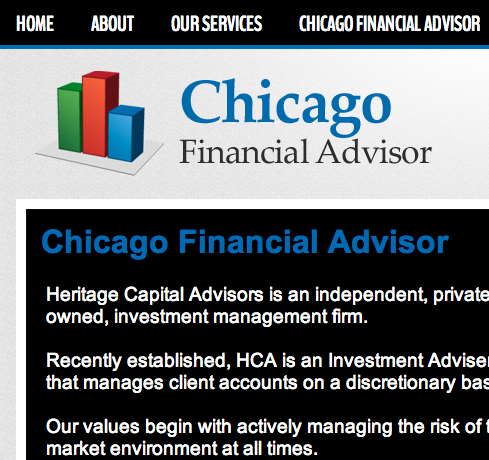 HOME ABOUT OUR SERVICES CHICAGO FINANCIAL ADVISOR
Chicago
Financial Advisor
Chicago Financial Advisor
Heritage Capital Advisors is an independent, private
owned, investment management firm.
Recently established, HCA is an Investment Adviser
that manages client accounts on a discretionary bas
Our values begin with actively managing the risk of t
market environment at all times.